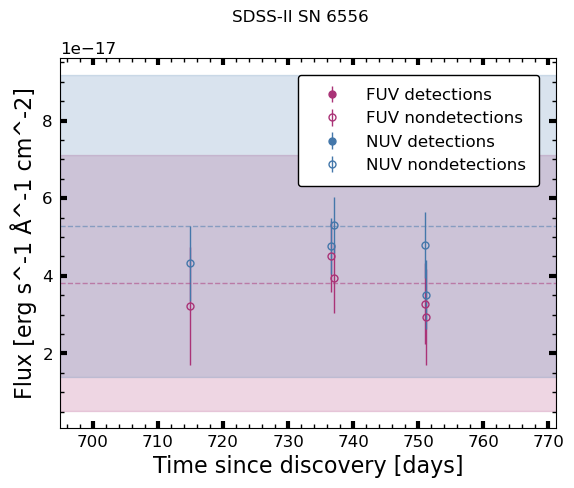 SDSS-II SN 6556
1e−17
FUV detections
FUV nondetections
NUV detections
NUV nondetections
8
6
4
2
Flux [erg s^-1 Å^-1 cm^-2]
700 710 720 730 740 750 760 770
Time since discovery [days]